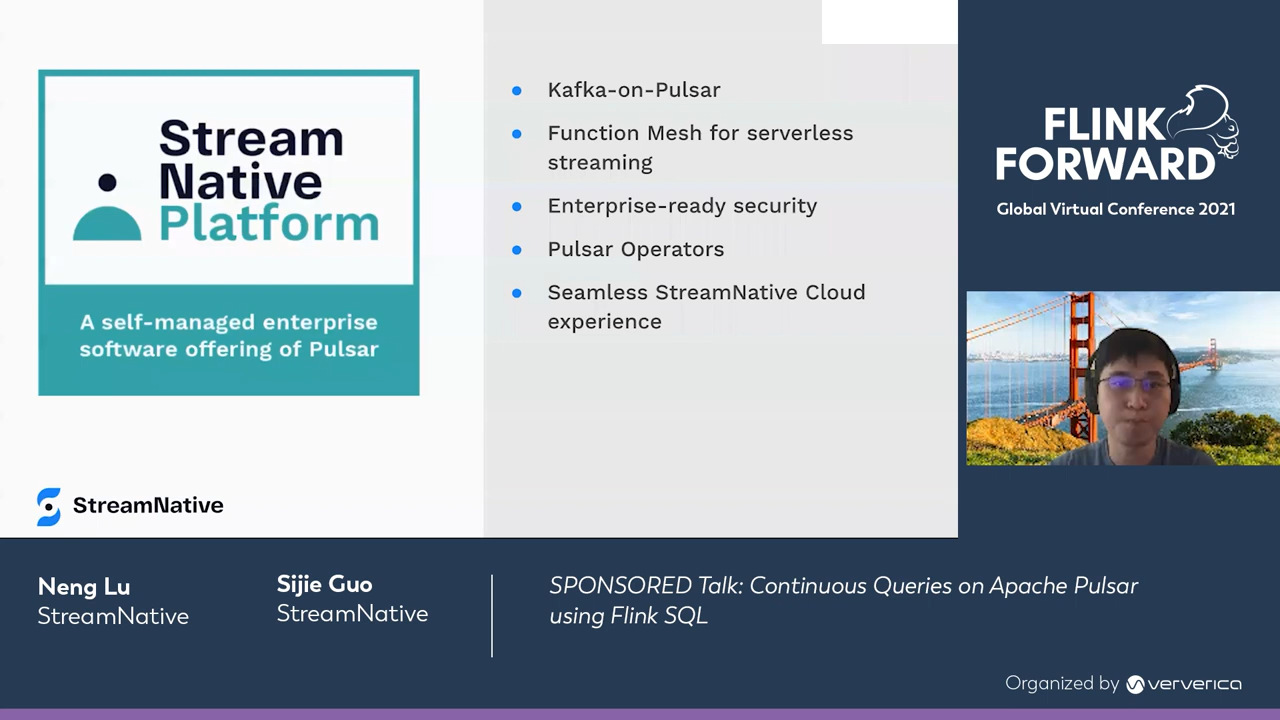 Stream
Native
Platform
A self-managed enterprise
software offering of Pulsar
StreamNative
Kafka-on-Pulsar
Function Mesh for serverless
streaming
Enterprise-ready security
Pulsar Operators
Seamless StreamNative Cloud
experience
FLINK
FORWARD
Global Virtual Conference 2021
Neng Lu
StreamNative
Sijie Guo
StreamNative
SPONSORED Talk: Continuous Queries on Apache Pulsar
using Flink SQL
Organized by ververica